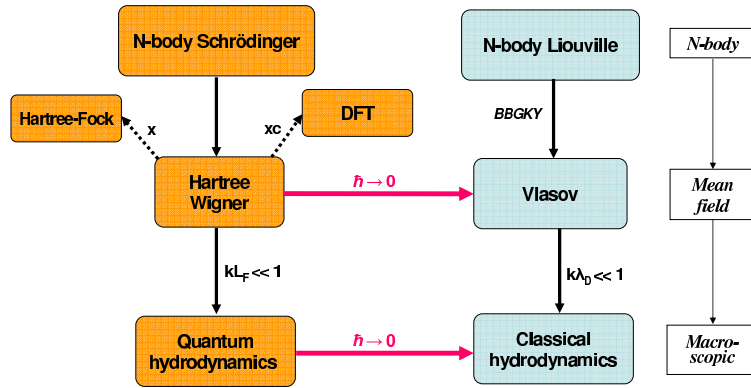 N-body Schrödinger
N-body Liouville
N-body
Hartree-Fock
x
xc
DFT
BBGKY
Hartree
Wigner
ħ → 0
Vlasov
Mean
field
kL_F << 1
kλ_D << 1
Quantum
hydrodynamics
ħ → 0
Classical
hydrodynamics
Macro-
scopic